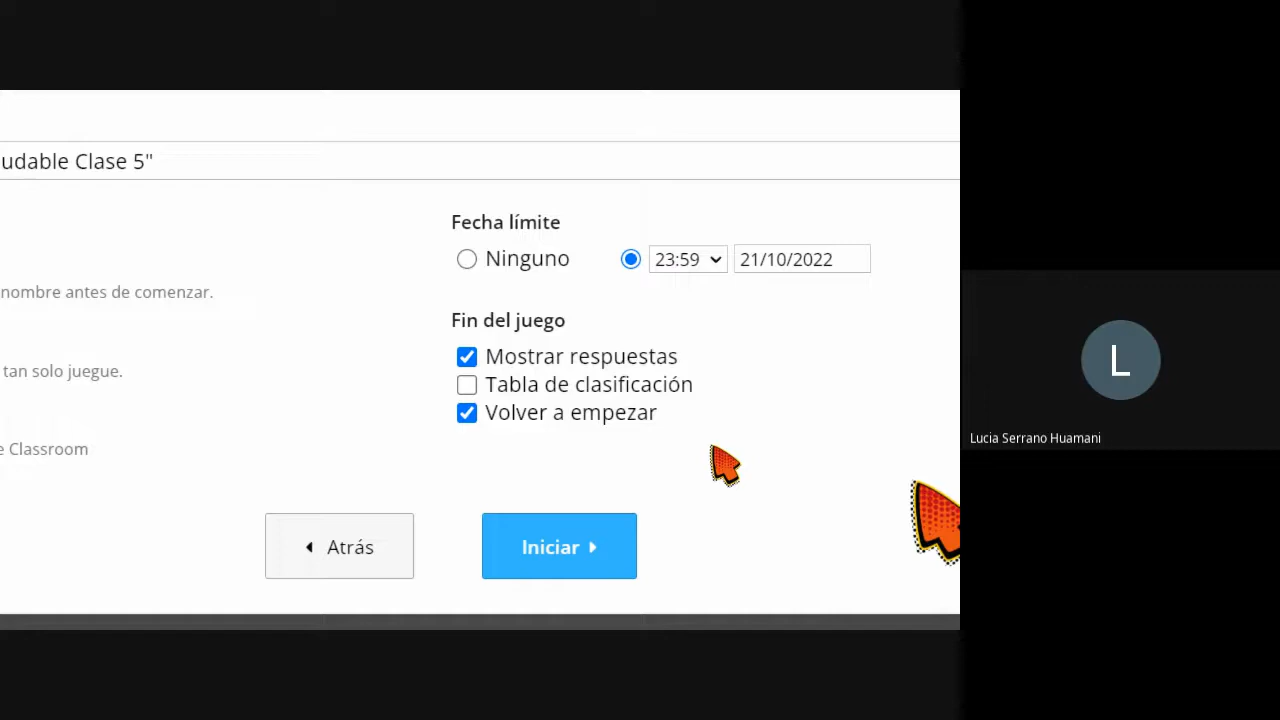 udable Clase 5"
Fecha límite
Ninguno
23:59
21/10/2022
nombre antes de comenzar.
Fin del juego
Mostrar respuestas
tan solo juegue.
Tabla de clasificación
Volver a empezar
e Classroom
Atrás
Iniciar
L
Lucia Serrano Huamani